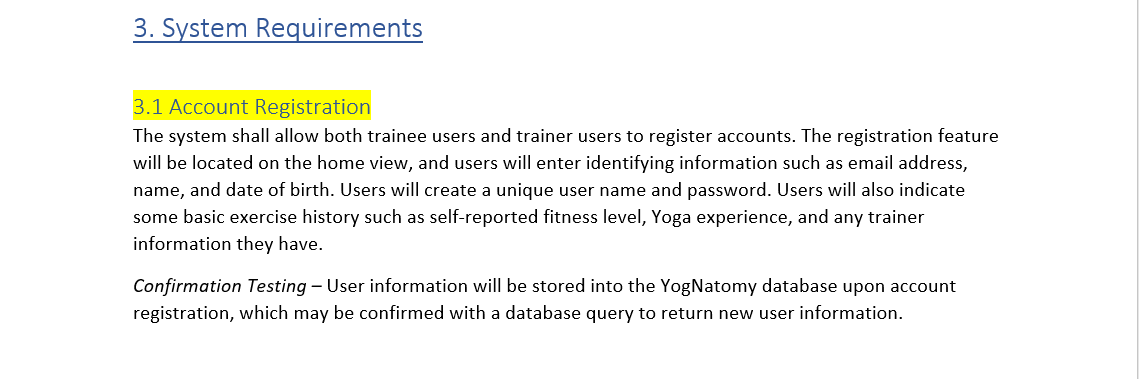 3. System Requirements
3.1 Account Registration
The system shall allow both trainee users and trainer users to register accounts. The registration feature
will be located on the home view, and users will enter identifying information such as email address,
name, and date of birth. Users will create a unique user name and password. Users will also indicate
some basic exercise history such as self-reported fitness level, Yoga experience, and any trainer
information they have.
Confirmation Testing – User information will be stored into the YogNatomy database upon account
registration, which may be confirmed with a database query to return new user information.